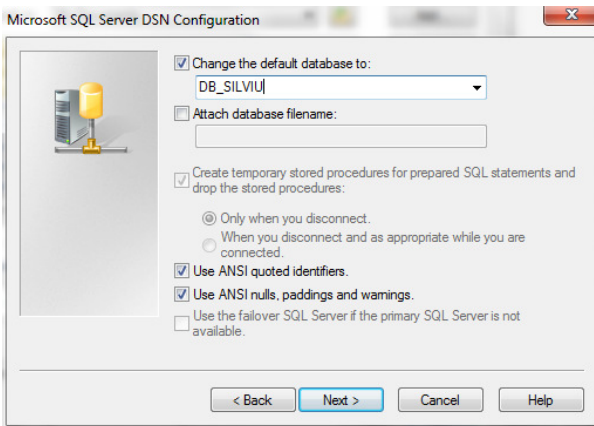 Microsoft SQL Server DSN Configuration
Change the default database to:
DB_SILVIU
Attach database filename:
Create temporary stored procedures for prepared SQL statements and
drop the stored procedures:
Only when you disconnect.
When you disconnect and as appropriate while you are
connected.
Use ANSI quoted identifiers.
Use ANSI nulls, paddings and warnings.
Use the failover SQL Server if the primary SQL Server is not
available.
< Back Next > Cancel Help